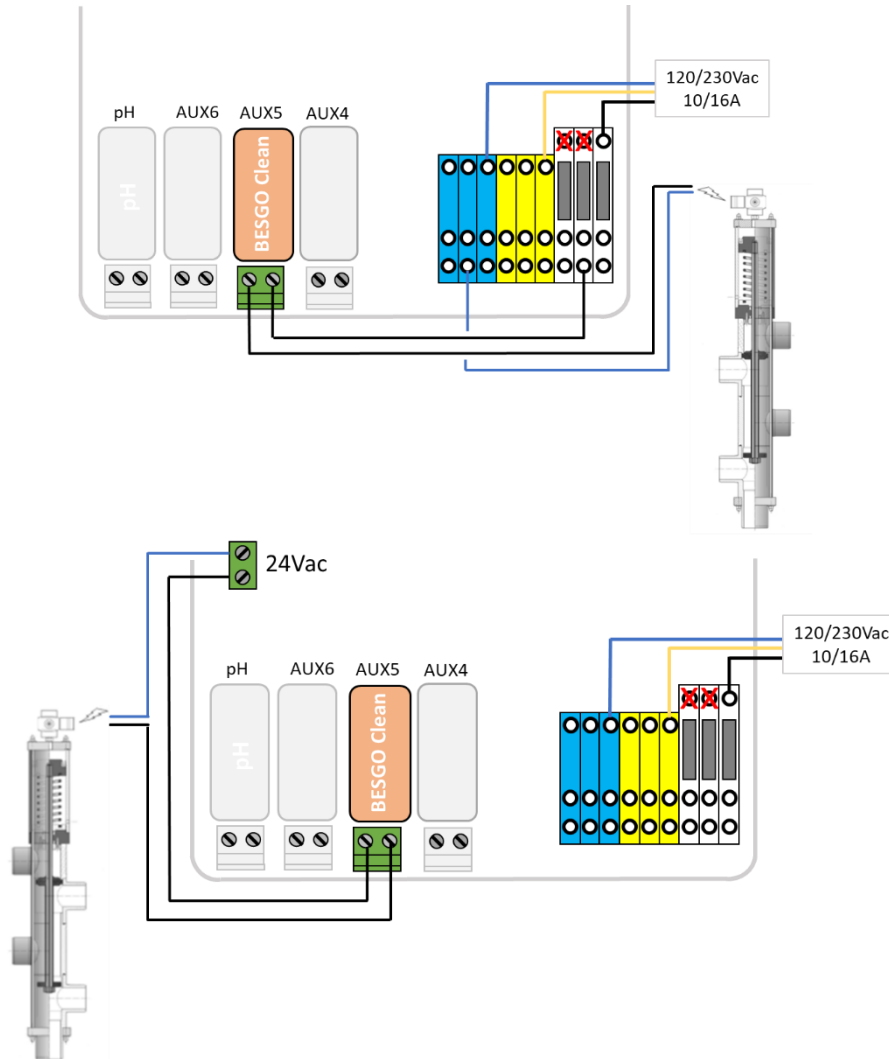 120/230Vac
10/16A
pH AUX6 AUX5 AUX4
pH
BESGO Clean
24Vac
120/230Vac
10/16A
pH AUX6 AUX5 AUX4
pH
BESGO Clean